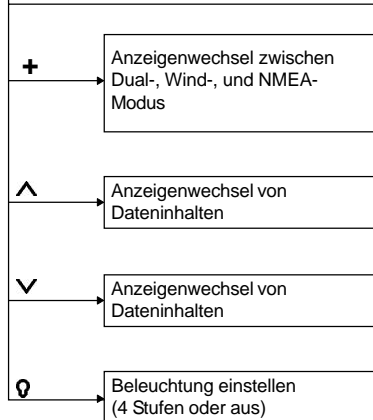 +
Anzeigenwechsel zwischen
Dual-, Wind-, und NMEA-
Modus
Anzeigenwechsel von
Dateninhalten
Anzeigenwechsel von
Dateninhalten
Beleuchtung einstellen
(4 Stufen oder aus)